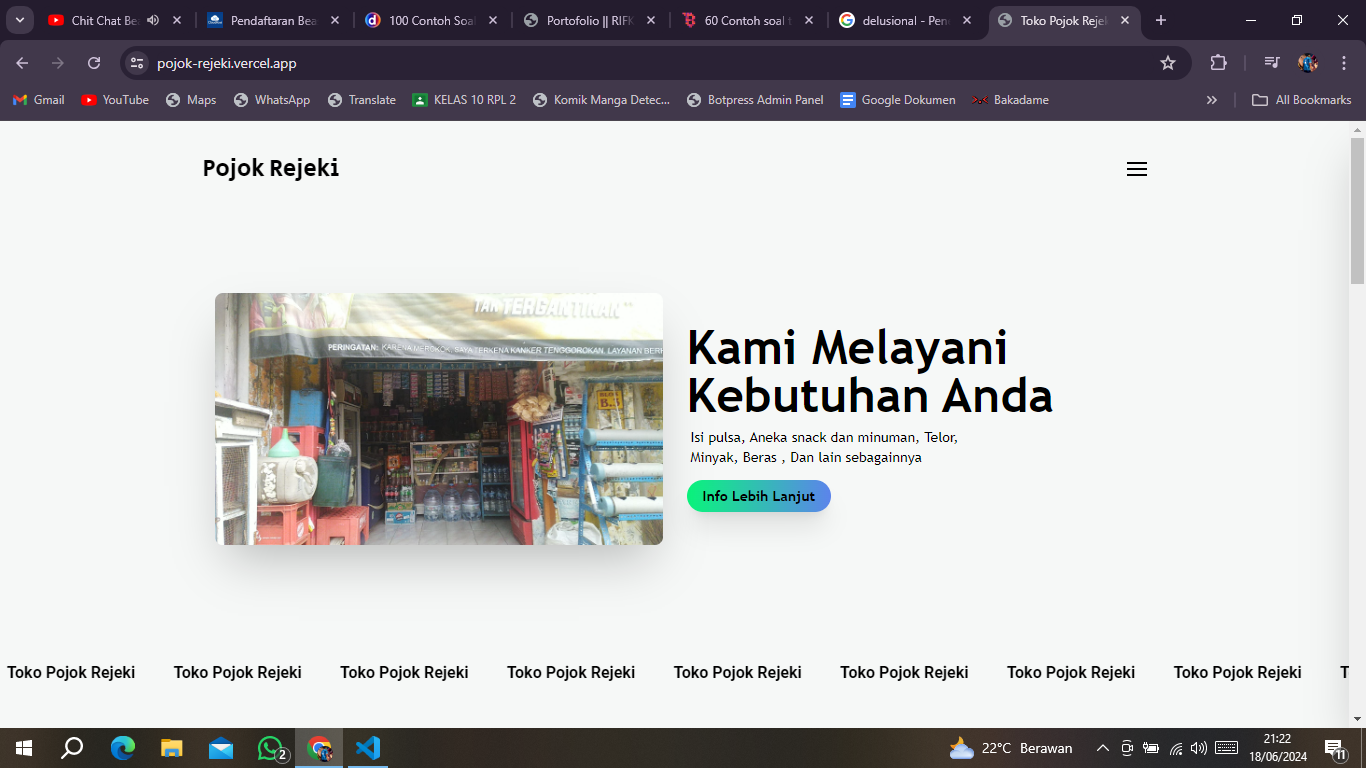 Chit Chat Bea
Pendaftaran Bea
100 Contoh Soal
Portofolio || RIFK
60 Contoh soal t
delusional - Pene
Toko Pojok Rejek
pojok-rejeki.vercel.app
Gmail
YouTube
Maps
WhatsApp
Translate
KELAS 10 RPL 2
Komik Manga Detec...
Botpress Admin Panel
Google Dokumen
Bakadame
All Bookmarks
Pojok Rejeki
TAK TERGANTIKAN
PERINGATAN: KARENA MEROKOK, SAYA TERKENA KANKER TENGGOROKAN. LAYANAN BERH
Kami Melayani
Kebutuhan Anda
Isi pulsa, Aneka snack dan minuman, Telor,
Minyak, Beras , Dan lain sebagainnya
Info Lebih Lanjut
Toko Pojok Rejeki Toko Pojok Rejeki Toko Pojok Rejeki Toko Pojok Rejeki Toko Pojok Rejeki Toko Pojok Rejeki Toko Pojok Rejeki Toko Pojok Rejeki T
2
22°C Berawan
21:22
18/06/2024
11